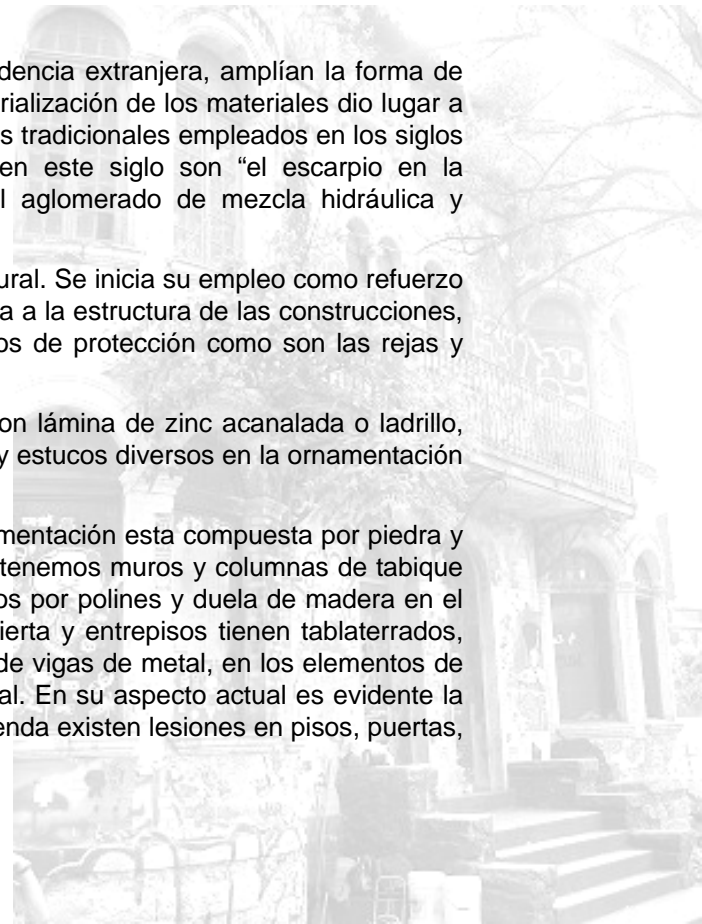 dencia extranjera, amplían la forma de
rialización de los materiales dio lugar a
s tradicionales empleados en los siglos
en este siglo son “el escarpio en la
l aglomerado de mezcla hidráulica y
ural. Se inicia su empleo como refuerzo
a a la estructura de las construcciones,
os de protección como son las rejas y
on lámina de zinc acanalada o ladrillo,
y estucos diversos en la ornamentación
mentación esta compuesta por piedra y
tenemos muros y columnas de tabique
os por polines y duela de madera en el
ierta y entrepisos tienen tablaterrados,
de vigas de metal, en los elementos de
al. En su aspecto actual es evidente la
enda existen lesiones en pisos, puertas,